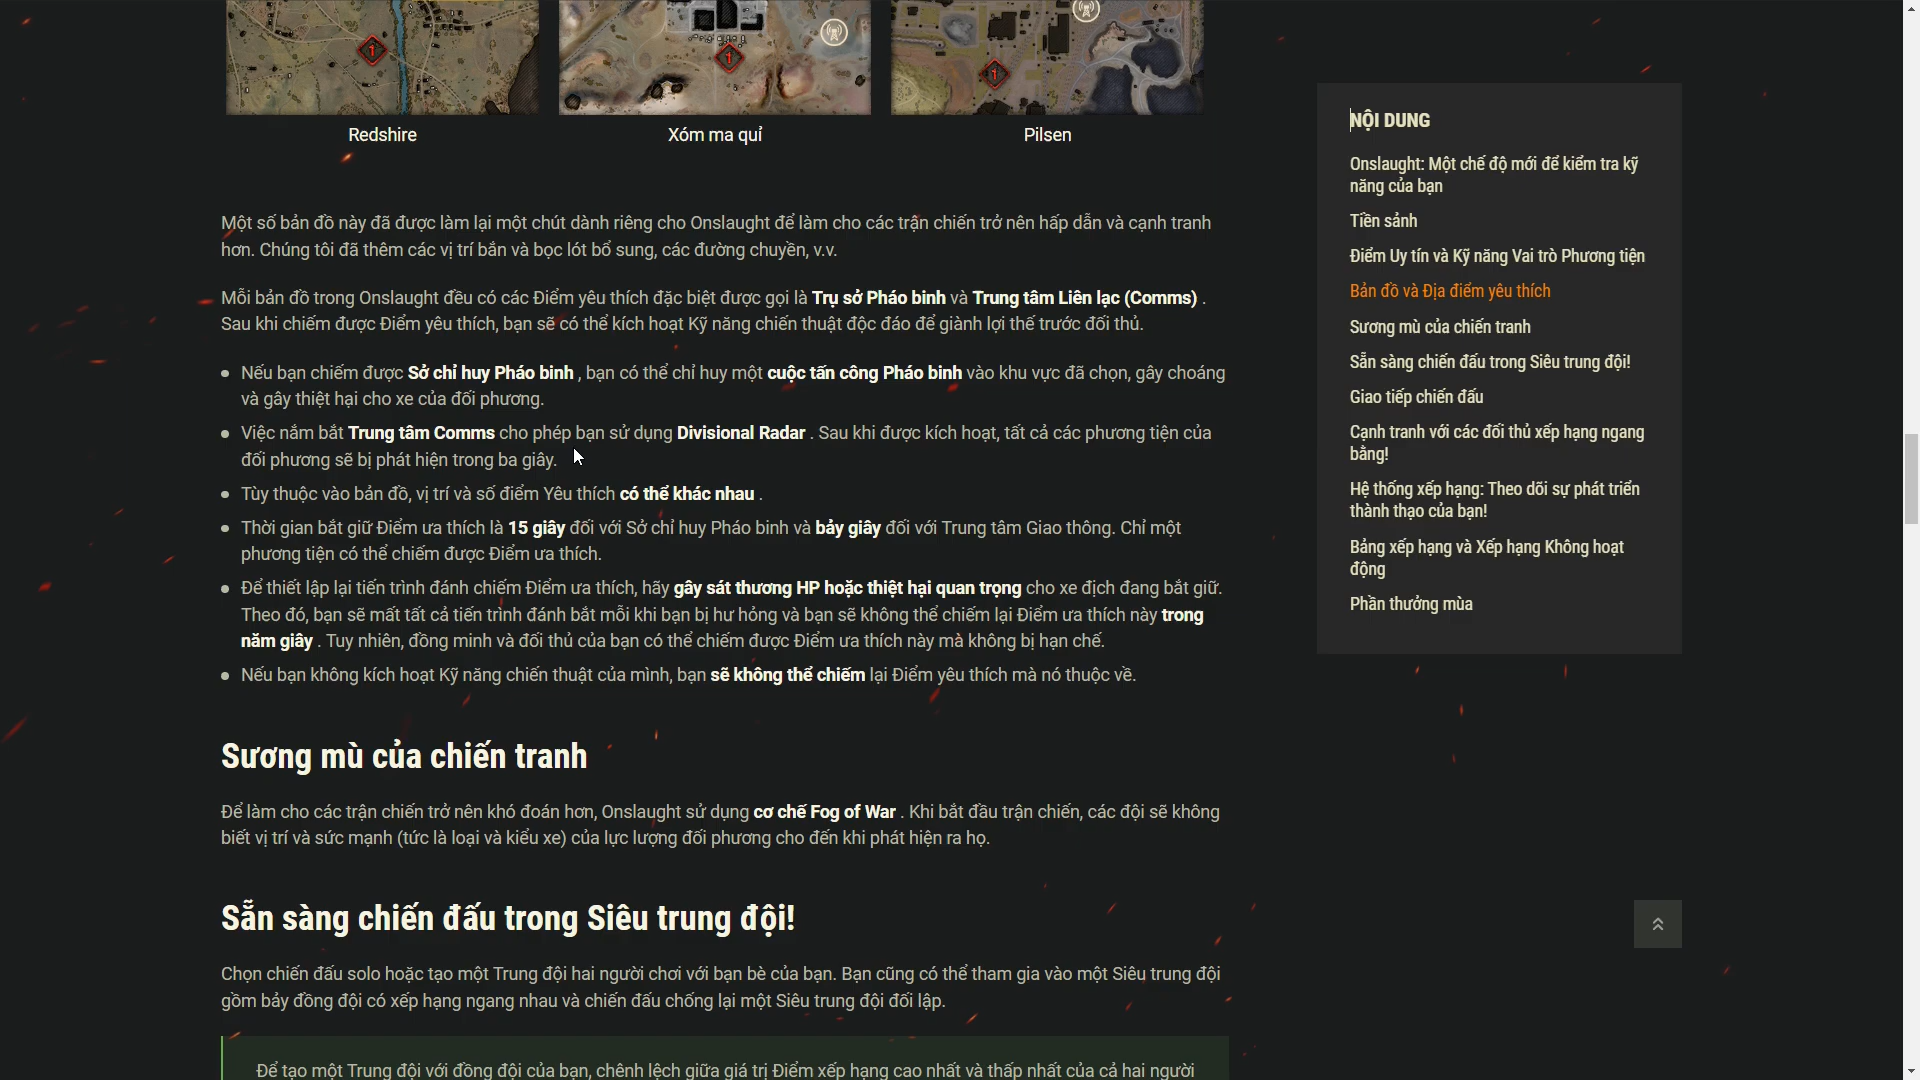 Redshire
Xóm ma quỉ
Pilsen
Một số bản đồ này đã được làm lại một chút dành riêng cho Onslaught để làm cho các trận chiến trở nên hấp dẫn và cạnh tranh
hơn. Chúng tôi đã thêm các vị trí bắn và bọc lót bổ sung, các đường chuyền, v.v.
Mỗi bản đồ trong Onslaught đều có các Điểm yêu thích đặc biệt được gọi là Trụ sở Pháo binh và Trung tâm Liên lạc (Comms) .
Sau khi chiếm được Điểm yêu thích, bạn sẽ có thể kích hoạt Kỹ năng chiến thuật độc đáo để giành lợi thế trước đối thủ.
Nếu bạn chiếm được Sở chỉ huy Pháo binh , bạn có thể chỉ huy một cuộc tấn công Pháo binh vào khu vực đã chọn, gây choáng
và gây thiệt hại cho xe của đối phương.
Việc nắm bắt Trung tâm Comms cho phép bạn sử dụng Divisional Radar . Sau khi được kích hoạt, tất cả các phương tiện của
đối phương sẽ bị phát hiện trong ba giây.
Tùy thuộc vào bản đồ, vị trí và số điểm Yêu thích có thể khác nhau .
Thời gian bắt giữ Điểm ưa thích là 15 giây đối với Sở chỉ huy Pháo binh và bảy giây đối với Trung tâm Giao thông. Chỉ một
phương tiện có thể chiếm được Điểm ưa thích.
Để thiết lập lại tiến trình đánh chiếm Điểm ưa thích, hãy gây sát thương HP hoặc thiệt hại quan trọng cho xe địch đang bắt giữ.
Theo đó, bạn sẽ mất tất cả tiến trình đánh bắt mỗi khi bạn bị hư hỏng và bạn sẽ không thể chiếm lại Điểm ưa thích này trong
năm giây . Tuy nhiên, đồng minh và đối thủ của bạn có thể chiếm được Điểm ưa thích này mà không bị hạn chế.
Nếu bạn không kích hoạt Kỹ năng chiến thuật của mình, bạn sẽ không thể chiếm lại Điểm yêu thích mà nó thuộc về.
Sương mù của chiến tranh
Để làm cho các trận chiến trở nên khó đoán hơn, Onslaught sử dụng cơ chế Fog of War . Khi bắt đầu trận chiến, các đội sẽ không
biết vị trí và sức mạnh (tức là loại và kiểu xe) của lực lượng đối phương cho đến khi phát hiện ra họ.
Sẵn sàng chiến đấu trong Siêu trung đội!
Chọn chiến đấu solo hoặc tạo một Trung đội hai người chơi với bạn bè của bạn. Bạn cũng có thể tham gia vào một Siêu trung đội
gồm bảy đồng đội có xếp hạng ngang nhau và chiến đấu chống lại một Siêu trung đội đối lập.
Để tạo một Trung đội với đồng đội của bạn, chênh lệch giữa giá trị Điểm xếp hạng cao nhất và thấp nhất của cả hai người
NỘI DUNG
Onslaught: Một chế độ mới để kiểm tra kỹ
năng của bạn
Tiền sảnh
Điểm Uy tín và Kỹ năng Vai trò Phương tiện
Bản đồ và Địa điểm yêu thích
Sương mù của chiến tranh
Sẵn sàng chiến đấu trong Siêu trung đội!
Giao tiếp chiến đấu
Cạnh tranh với các đối thủ xếp hạng ngang
bằng!
Hệ thống xếp hạng: Theo dõi sự phát triển
thành thạo của bạn!
Bảng xếp hạng và Xếp hạng Không hoạt
động
Phần thưởng mùa